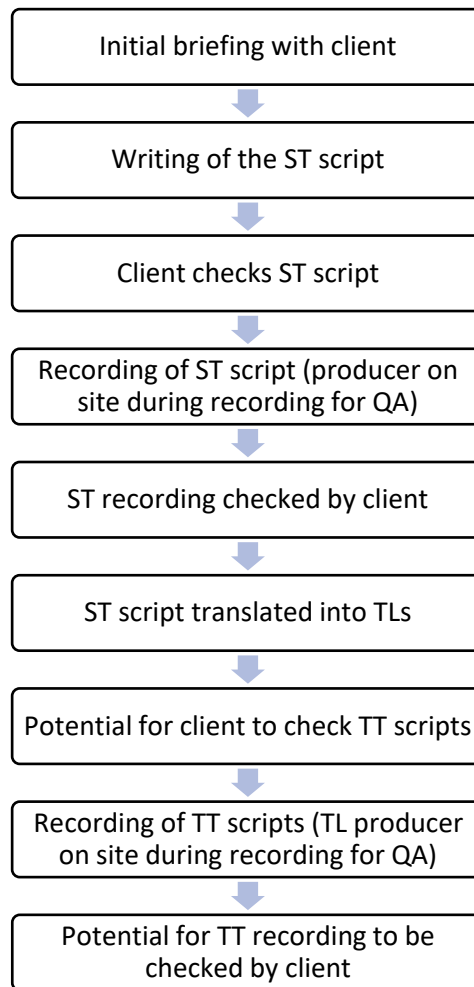 Initial briefing with client
Writing of the ST script
Client checks ST script
Recording of ST script (producer on
site during recording for QA)
ST recording checked by client
ST script translated into TLs
Potential for client to check TT scripts
Recording of TT scripts (TL producer
on site during recording for QA)
Potential for TT recording to be
checked by client